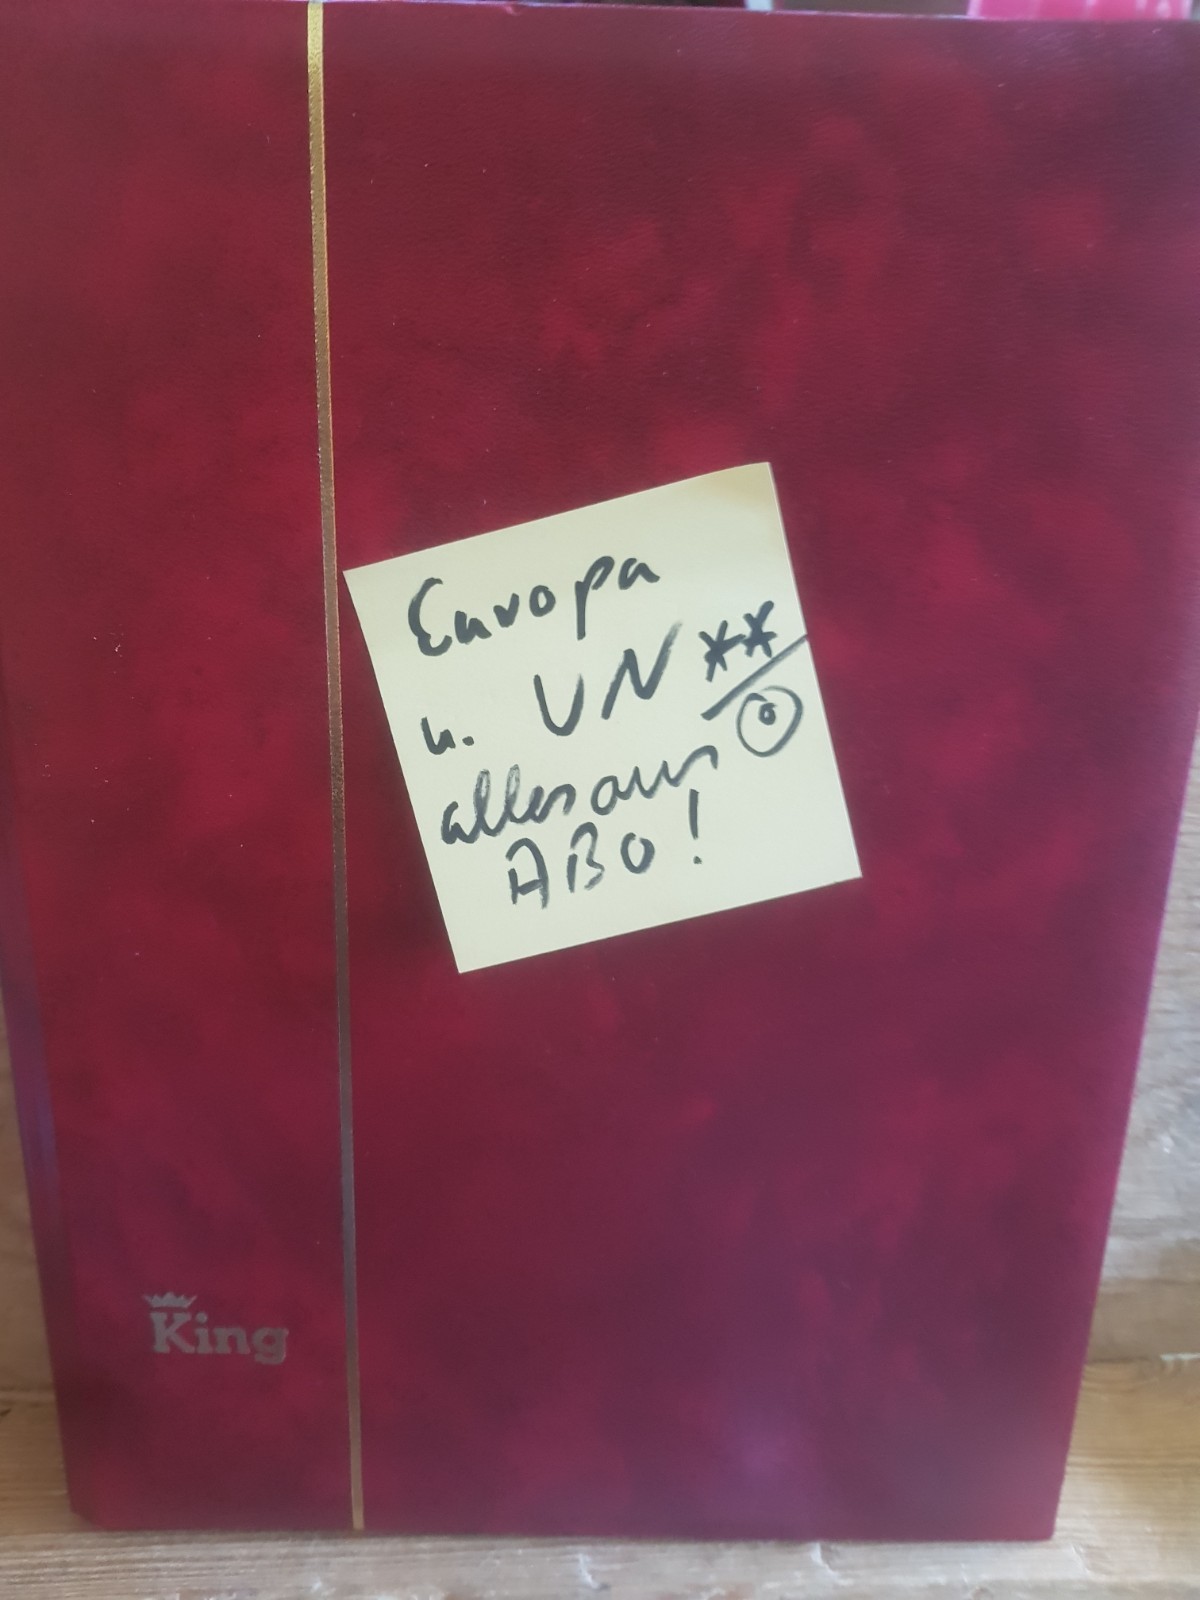 Europa
u. UN **/⊙
alles aus
ABO!
King